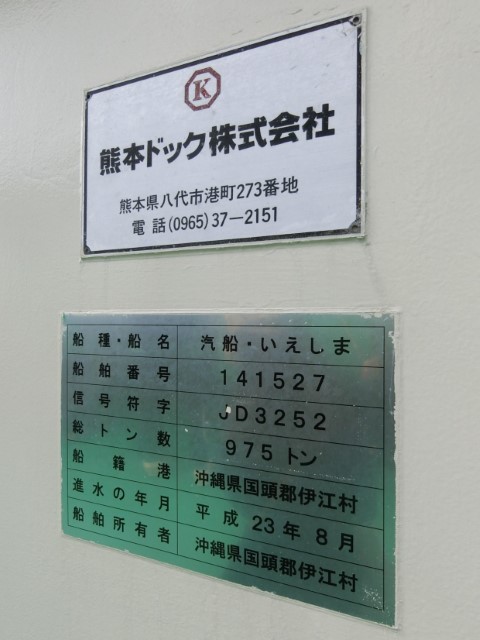 K
熊本ドック株式会社
熊本県八代市港町273番地
電話(0965)37-2151
船種・船名 汽船・いえしま
船舶番号 141527
信号符字 JD3252
総トン数 975トン
船籍港 沖縄県国頭郡伊江村
進水の年月 平成23年8月
船舶所有者 沖縄県国頭郡伊江村